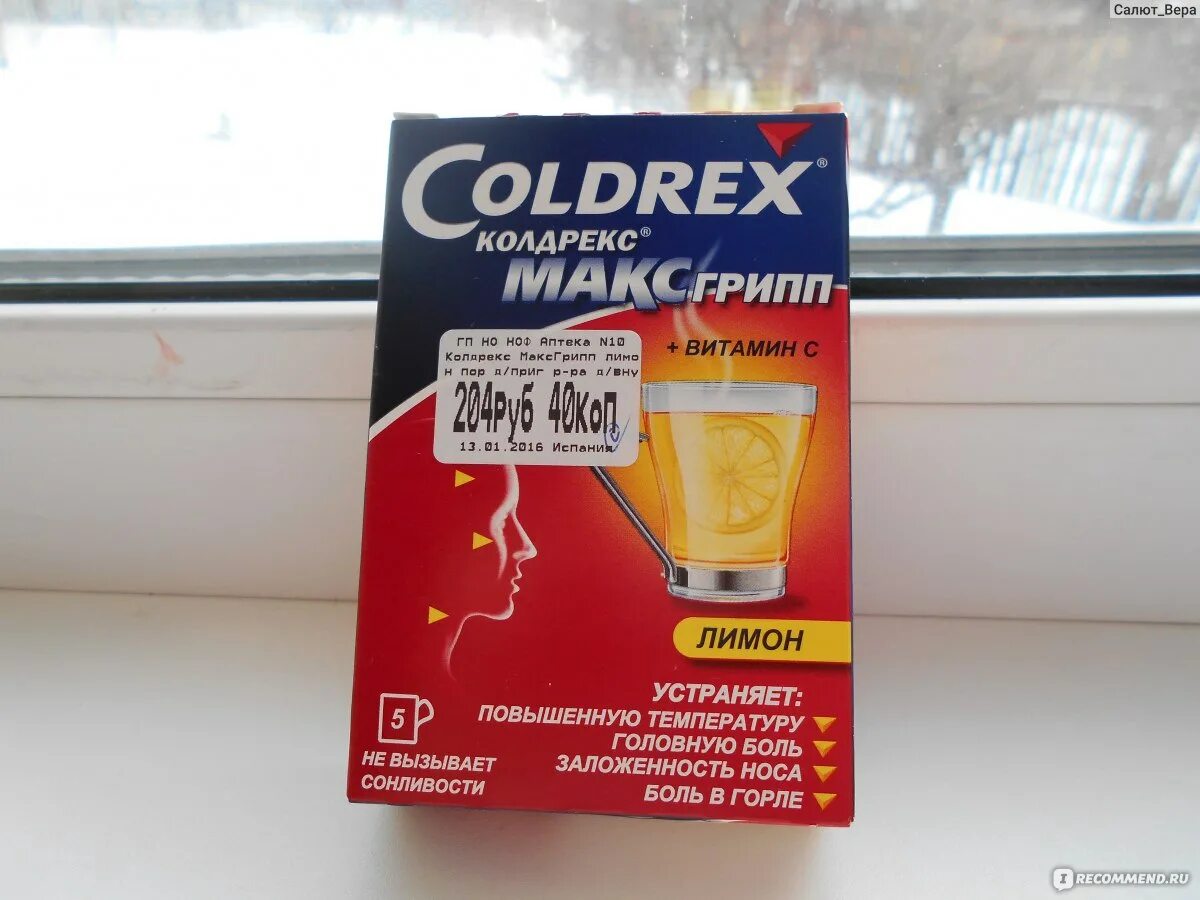 Салют_Вера
COLDREX®
КОЛДРЕКС®
МАКСГРИПП
+ ВИТАМИН С
ГП НО НОФ Аптека N10
Колдрекс МаксГрипп лимо
н пор д/приг р-ра д/вну
204Руб 40Коп
13.01.2016 Испания
ЛИМОН
УСТРАНЯЕТ:
ПОВЫШЕННУЮ ТЕМПЕРАТУРУ
ГОЛОВНУЮ БОЛЬ
ЗАЛОЖЕННОСТЬ НОСА
БОЛЬ В ГОРЛЕ
5
НЕ ВЫЗЫВАЕТ
СОНЛИВОСТИ
IRECOMMEND.RU